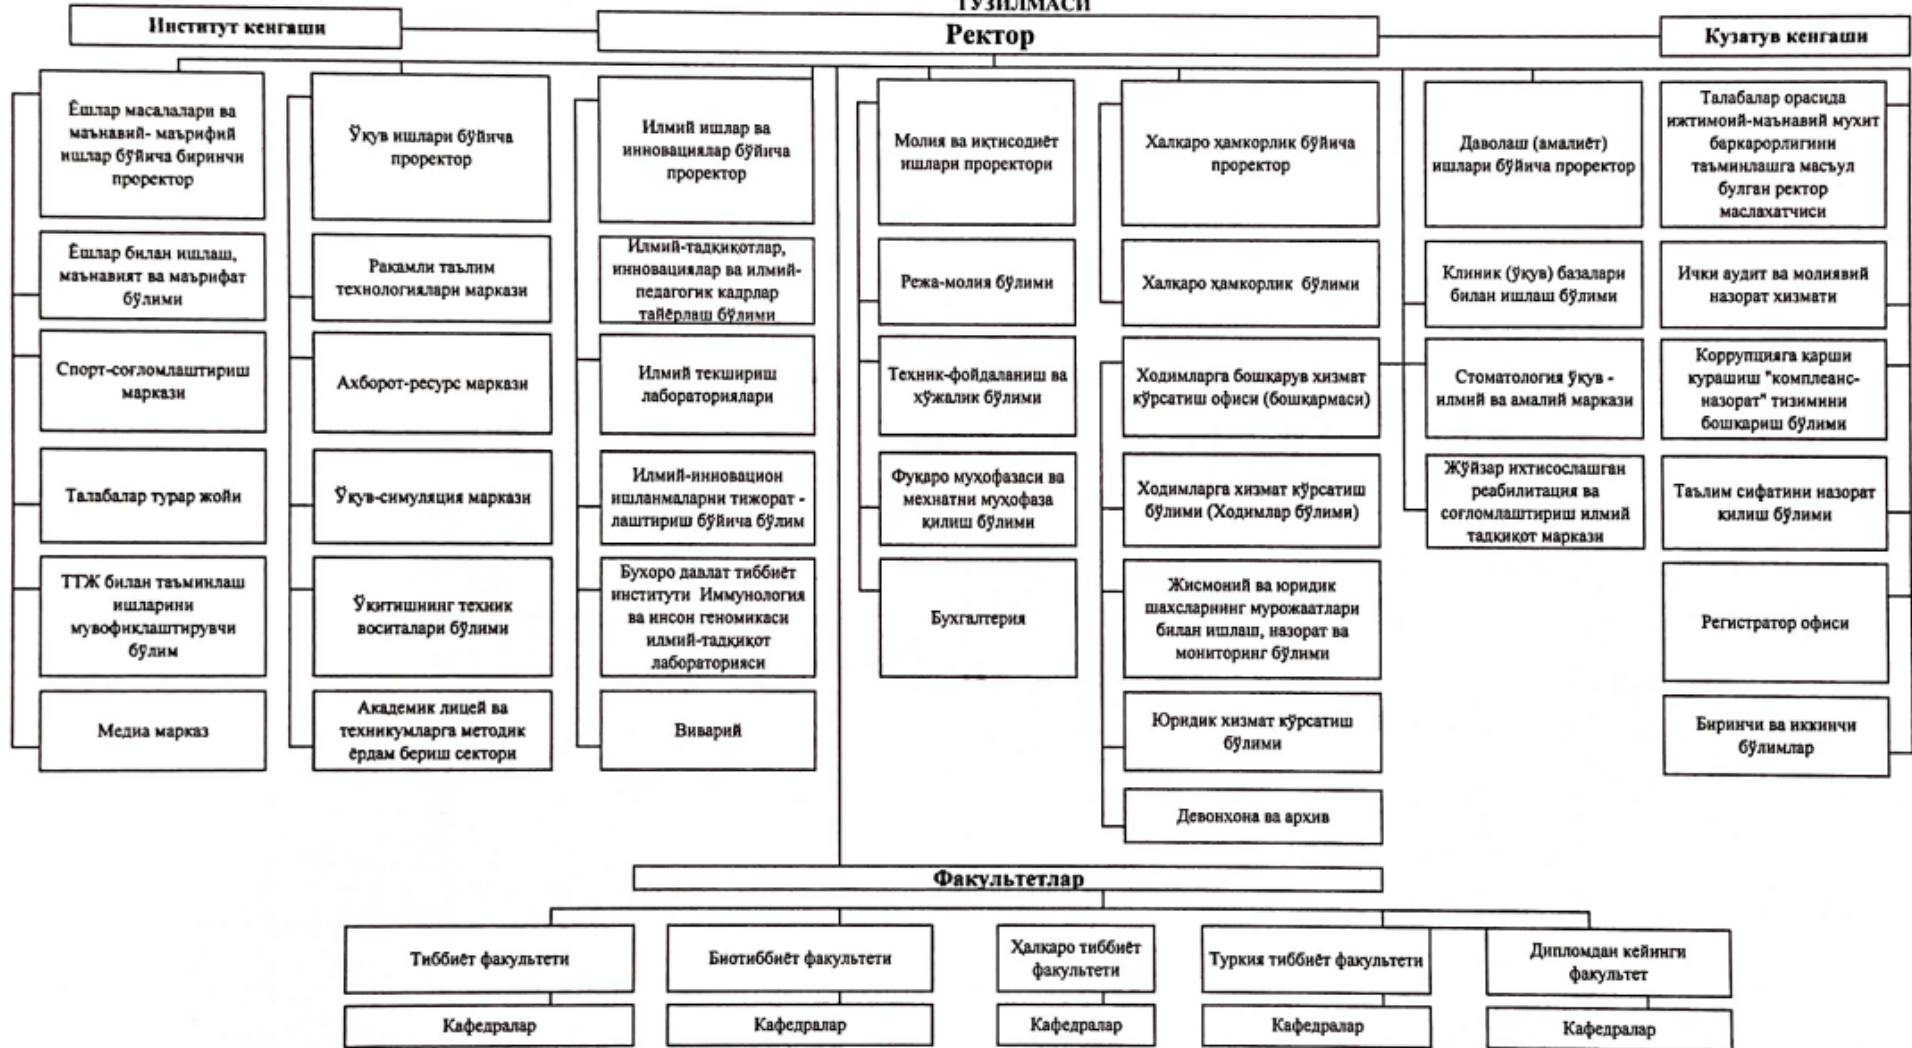 ТУЗИЛМАСИ
Институт кенгаши
Ректор
Кузатув кенгаши
Ёшлар масалалари ва
маънавий- маърифий
ишлар бўйича биринчи
проректор
Ёшлар билан ишлаш,
маънавият ва маърифат
бўлими
Спорт-соғломлаштириш
маркази
Талабалар турар жойи
ТТЖ билан таъминлаш
ишларини
мувофиқлаштирувчи
бўлим
Медиа марказ
Ўқув ишлари бўйича
проректор
Рақамли таълим
технологиялари маркази
Ахборот-ресурс маркази
Ўқув-симуляция маркази
Ўқитишнинг техник
воситалари бўлими
Академик лицей ва
техникумларга методик
ёрдам бериш сектори
Илмий ишлар ва
инновациялар бўйича
проректор
Илмий-тадқиқотлар,
инновациялар ва илмий-
педагогик кадрлар
тайёрлаш бўлими
Илмий текшириш
лабораториялари
Илмий-инновацион
ишланмаларни тижорат -
лаштириш бўйича бўлим
Бухоро давлат тиббиёт
институти Иммунология
ва инсон геномикаси
илмий-тадқиқот
лабораторияси
Виварий
Молия ва иқтисодиёт
ишлари проректори
Режа-молия бўлими
Техник-фойдаланиш ва
хўжалик бўлими
Фуқаро муҳофазаси ва
мехнатни муҳофаза
қилиш бўлими
Бухгалтерия
Халқаро ҳамкорлик бўйича
проректор
Халқаро ҳамкорлик бўлими
Ходимларга бошқарув хизмат
кўрсатиш офиси (бошқармаси)
Ходимларга хизмат кўрсатиш
бўлими (Ходимлар бўлими)
Жисмоний ва юридик
шахсларнинг мурожаатлари
билан ишлаш, назорат ва
мониторинг бўлими
Юридик хизмат кўрсатиш
бўлими
Девонхона ва архив
Даволаш (амалиёт)
ишлари бўйича проректор
Клиник (ўқув) базалари
билан ишлаш бўлими
Стоматология ўқув -
илмий ва амалий маркази
Жўйзар ихтисослашган
реабилитация ва
соғломлаштириш илмий
тадқиқот маркази
Талабалар орасида
ижтимоий-маънавий мухит
баркарорлигини
таъминлашга масъул
булган ректор
маслахатчиси
Ички аудит ва молиявий
назорат хизмати
Коррупцияга қарши
курашиш "комплеанс-
назорат" тизимини
бошқариш бўлими
Таълим сифатини назорат
қилиш бўлими
Регистратор офиси
Биринчи ва иккинчи
бўлимлар
Факультетлар
Тиббиёт факультети
Биотиббиёт факультети
Ҳалкаро тиббиёт
факультети
Туркия тиббиёт факультети
Дипломдан кейинги
факультет
Кафедралар
Кафедралар
Кафедралар
Кафедралар
Кафедралар